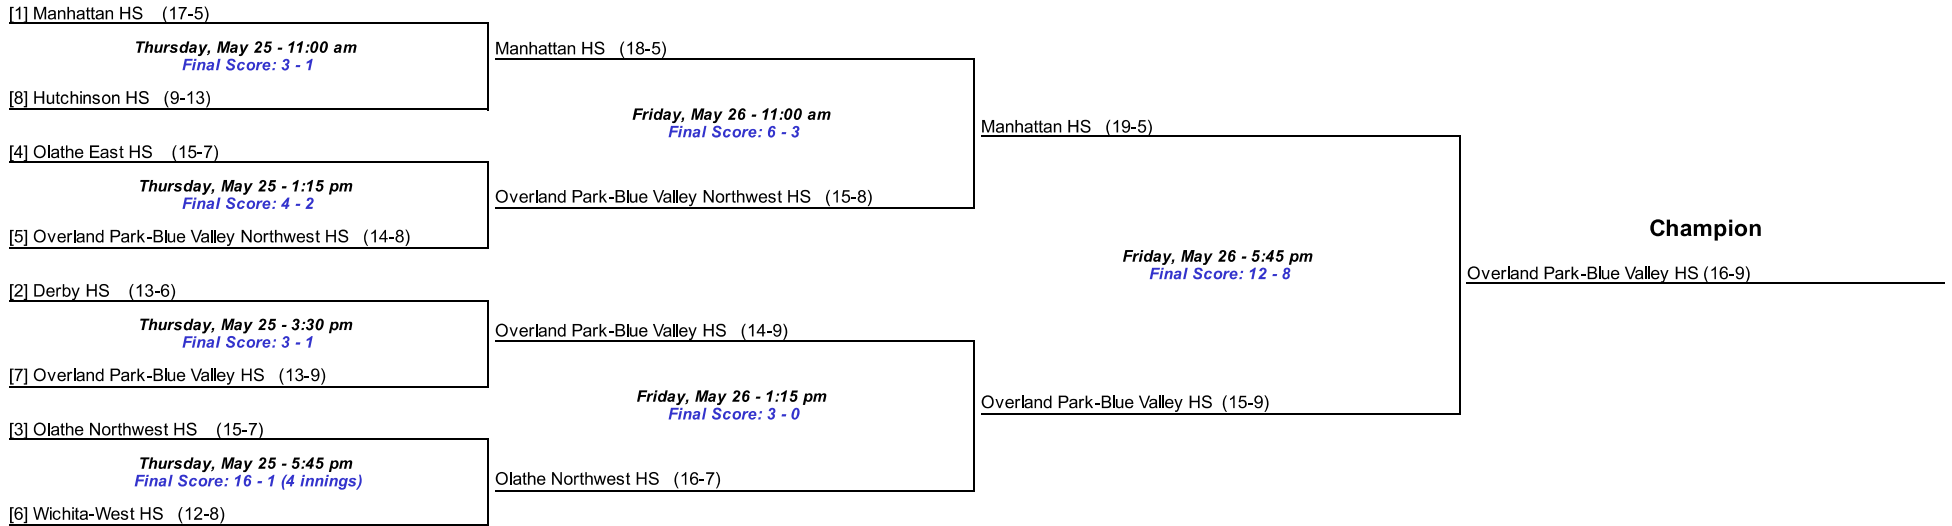 [1] Manhattan HS (17-5)
Thursday, May 25 - 11:00 am
Final Score: 3 - 1
[8] Hutchinson HS (9-13)
[4] Olathe East HS (15-7)
Thursday, May 25 - 1:15 pm
Final Score: 4 - 2
[5] Overland Park-Blue Valley Northwest HS (14-8)
[2] Derby HS (13-6)
Thursday, May 25 - 3:30 pm
Final Score: 3 - 1
[7] Overland Park-Blue Valley HS (13-9)
[3] Olathe Northwest HS (15-7)
Thursday, May 25 - 5:45 pm
Final Score: 16 - 1 (4 innings)
[6] Wichita-West HS (12-8)
Manhattan HS (18-5)
Friday, May 26 - 11:00 am
Final Score: 6 - 3
Overland Park-Blue Valley Northwest HS (15-8)
Overland Park-Blue Valley HS (14-9)
Friday, May 26 - 1:15 pm
Final Score: 3 - 0
Olathe Northwest HS (16-7)
Manhattan HS (19-5)
Friday, May 26 - 5:45 pm
Final Score: 12 - 8
Overland Park-Blue Valley HS (15-9)
Champion
Overland Park-Blue Valley HS (16-9)